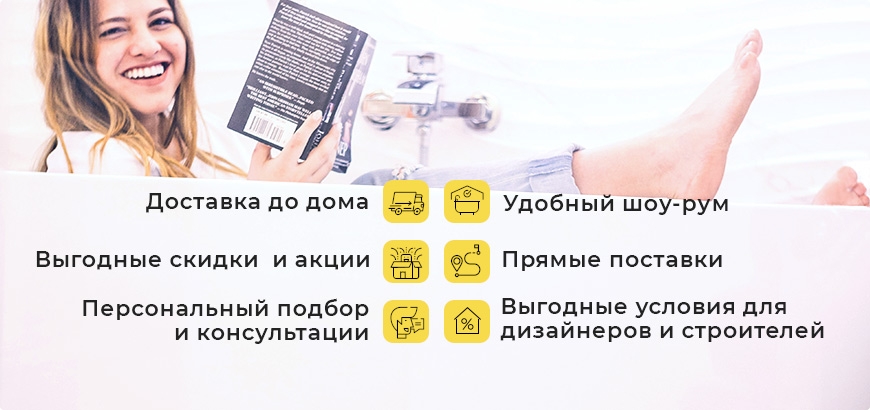 Доставка до дома
Удобный шоу-рум
Выгодные скидки и акции
Прямые поставки
Персональный подбор
и консультации
Выгодные условия для
дизайнеров и строителей
%